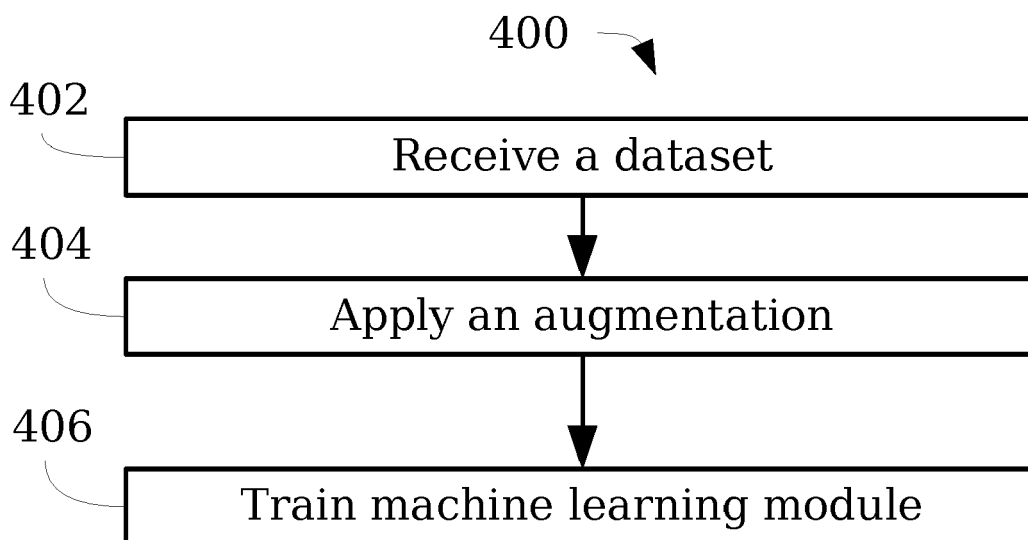 400
402
Receive a dataset
404
Apply an augmentation
406
Train machine learning module